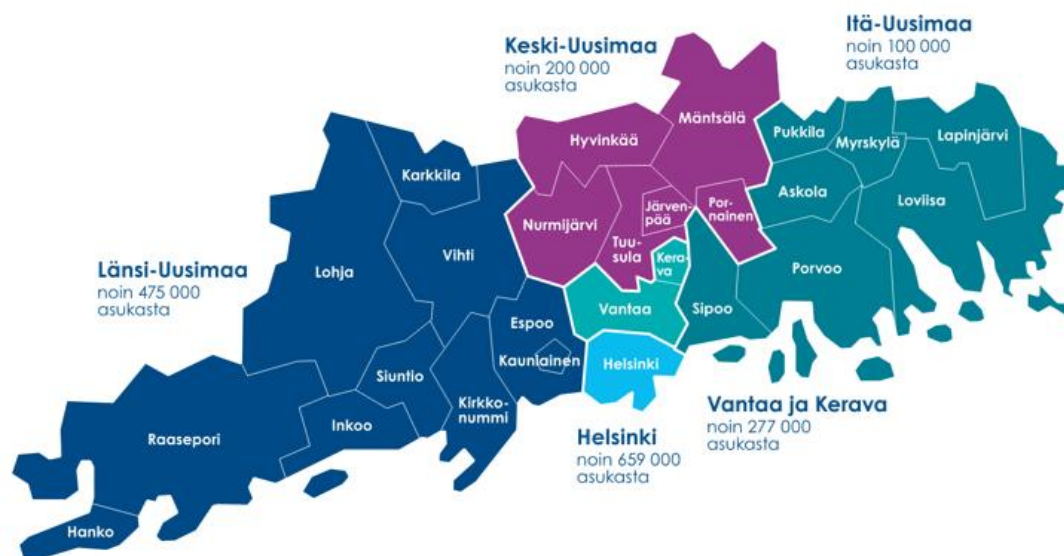 Itä-Uusimaa
noin 100 000
asukasta
Keski-Uusimaa
noin 200 000
asukasta
Mäntsälä
Hyvinkää
Pukkila
Myrskylä
Lapinjärvi
Karkkila
Askola
Järven-
pää
Por-
nainen
Loviisa
Nurmijärvi
Tuu-
sula
Kera-
va
Länsi-Uusimaa
noin 475 000
asukasta
Lohja
Vihti
Porvoo
Vantaa
Sipoo
Espoo
Kauniainen
Helsinki
Siuntio
Kirkko-
nummi
Inkoo
Raasepori
Hanko
Vantaa ja Kerava
noin 277 000
asukasta
Helsinki
noin 659 000
asukasta